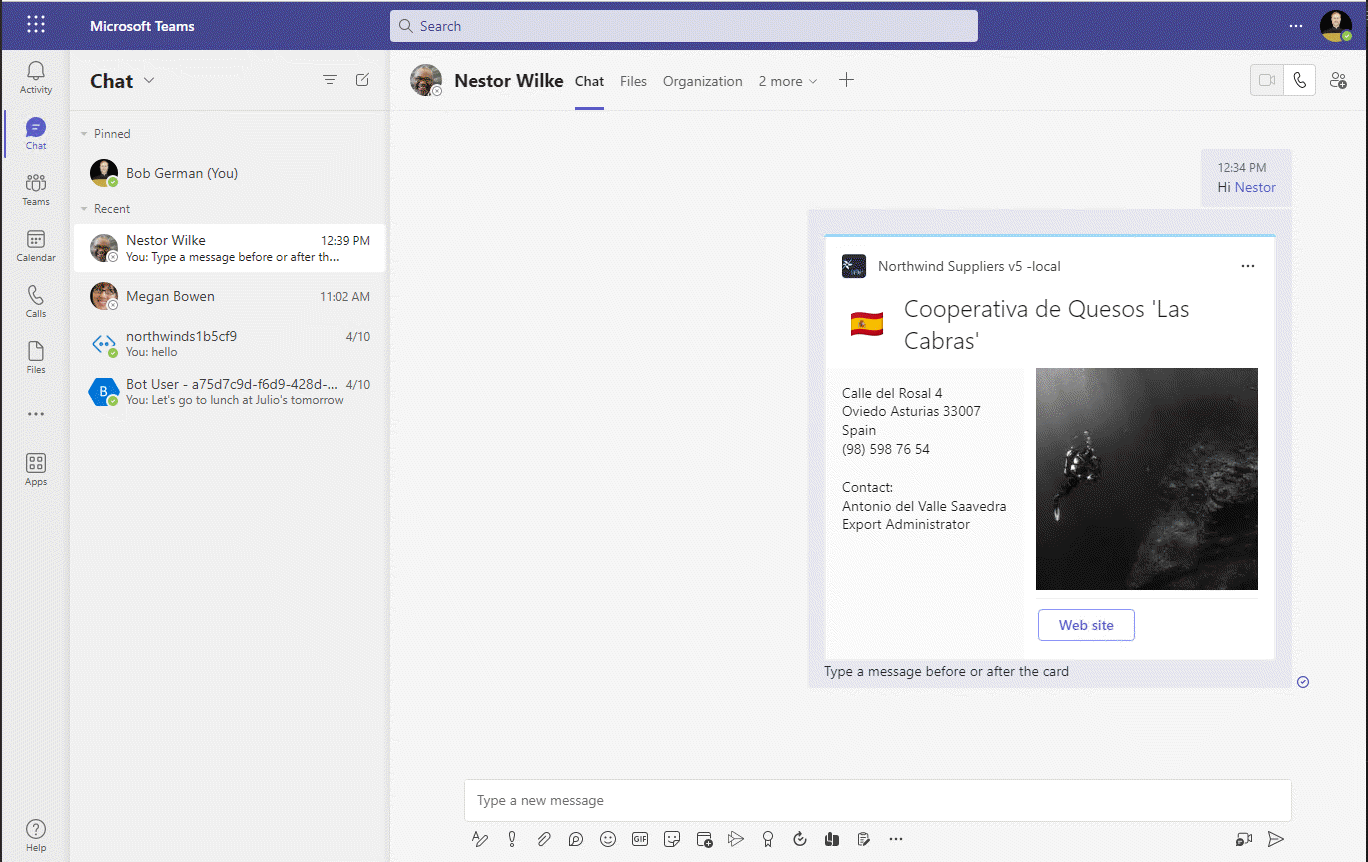 Microsoft Teams
Search
Activity
Chat
Teams
Calendar
Calls
Files
Apps
Help
Chat
Pinned
Bob German (You)
Recent
Nestor Wilke 12:39 PM
You: Type a message before or after th...
Megan Bowen 11:02 AM
northwinds1b5cf9 4/10
You: hello
B
Bot User - a75d7c9d-f6d9-428d-... 4/10
You: Let's go to lunch at Julio's tomorrow
Nestor Wilke Chat Files Organization 2 more
12:34 PM
Hi Nestor
Northwind Suppliers v5 -local
Cooperativa de Quesos 'Las
Cabras'
Calle del Rosal 4
Oviedo Asturias 33007
Spain
(98) 598 76 54
Contact:
Antonio del Valle Saavedra
Export Administrator
Web site
Type a message before or after the card
Type a new message
GIF